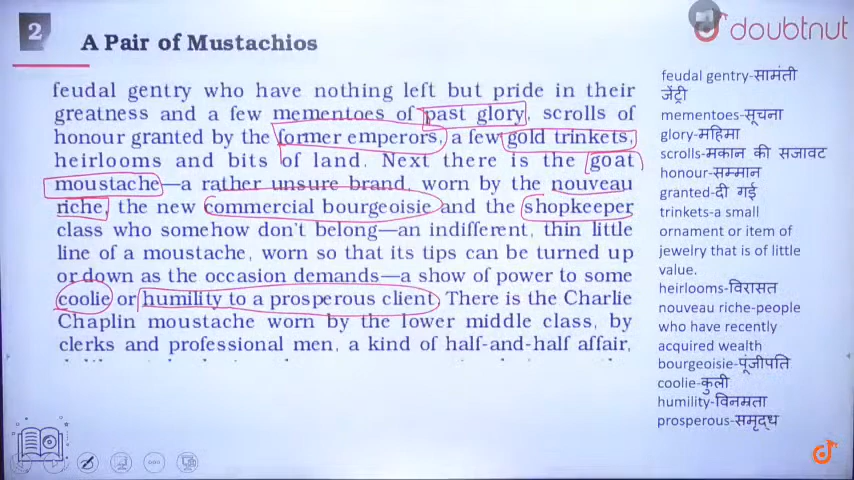 2
A Pair of Mustachios
doubtnut
feudal gentry who have nothing left but pride in their
greatness and a few mementoes of past glory, scrolls of
honour granted by the former emperors, a few gold trinkets,
heirlooms and bits of land. Next there is the goat
moustache—a rather unsure brand, worn by the nouveau
riche, the new commercial bourgeoisie and the shopkeeper
class who somehow don't belong—an indifferent, thin little
line of a moustache, worn so that its tips can be turned up
or down as the occasion demands—a show of power to some
coolie or humility to a prosperous client. There is the Charlie
Chaplin moustache worn by the lower middle class, by
clerks and professional men, a kind of half-and-half affair,
feudal gentry-सामंती
जेंट्री
mementoes-सूचना
glory-महिमा
scrolls-मकान की सजावट
honour-सम्मान
granted-दी गई
trinkets-a small
ornament or item of
jewelry that is of little
value.
heirlooms-विरासत
nouveau riche-people
who have recently
acquired wealth
bourgeoisie-पूंजीपति
coolie-कुली
humility-विनम्रता
prosperous-समृद्ध